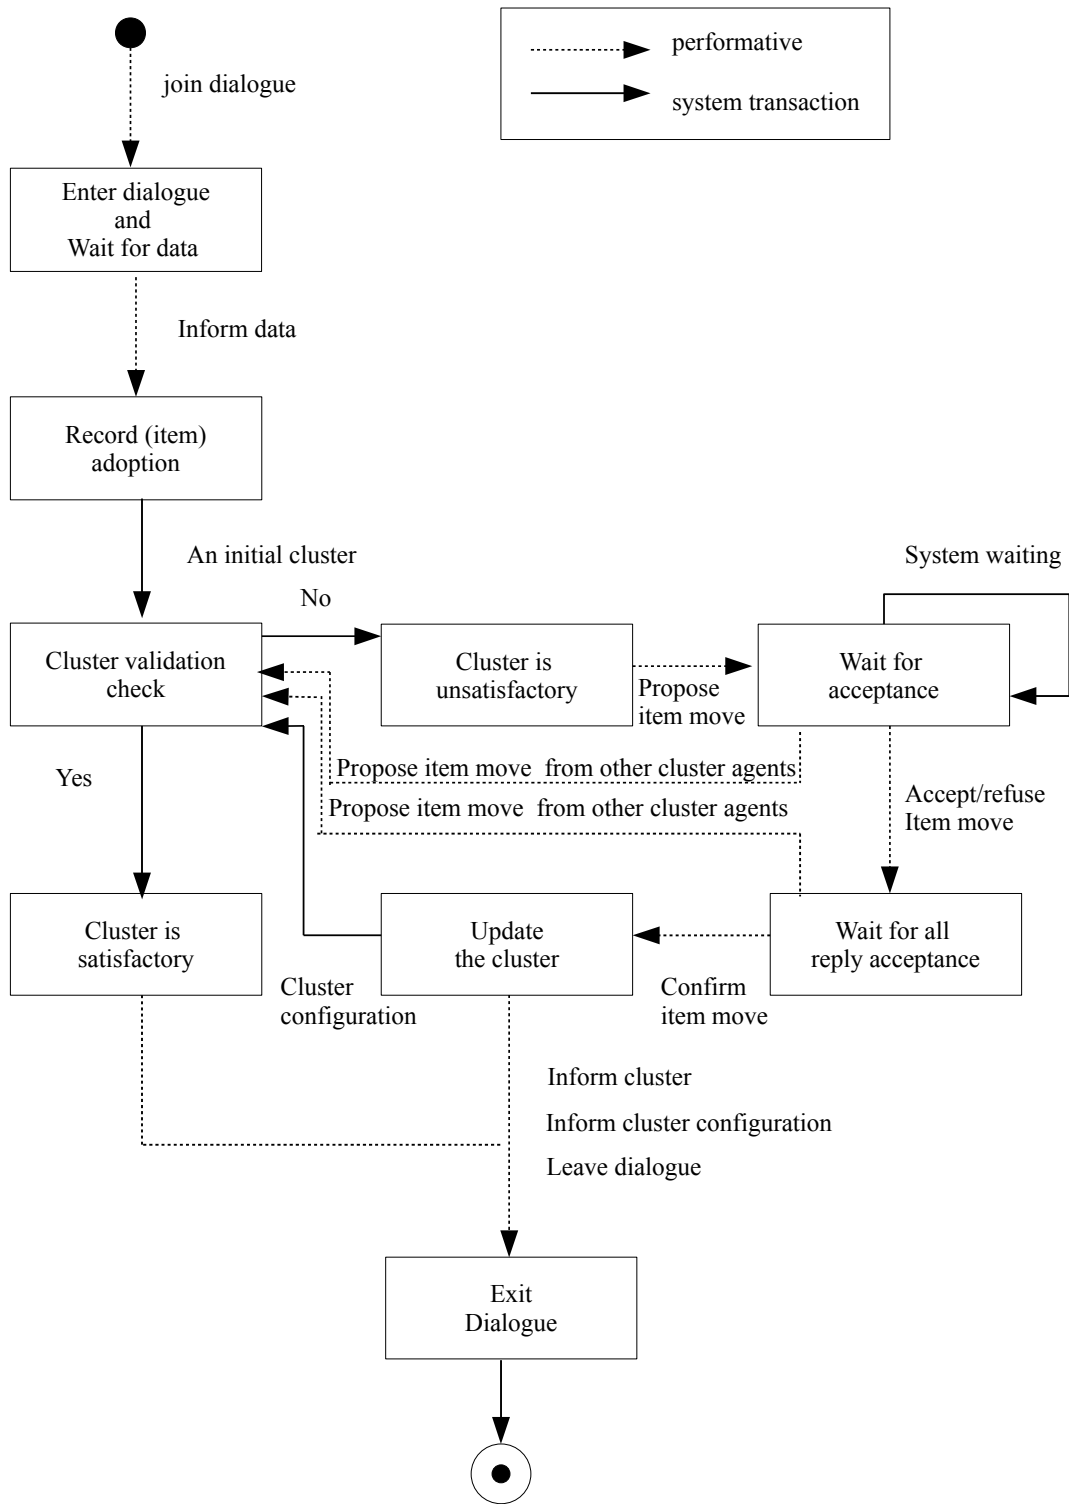 performative
join dialogue
system transaction
Enter dialogue
and
Wait for data
Inform data
Record (item)
adoption
An initial cluster
System waiting
No
Cluster validation
check
Cluster is
unsatisfactory
Wait for
acceptance
Propose
item move
Yes
Propose item move  from other cluster agents
Propose item move  from other cluster agents
Accept/refuse
Item move
Cluster is
satisfactory
Update
the cluster
Wait for all
reply acceptance
Cluster
configuration
Confirm
item move
Inform cluster
Inform cluster configuration
Leave dialogue
Exit
Dialogue